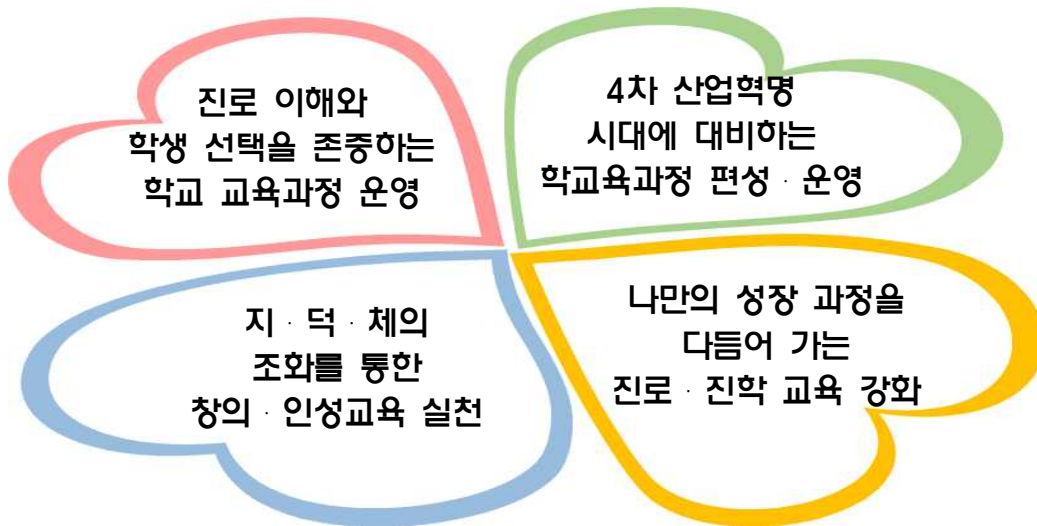 진로 이해와
학생 선택을 존중하는
학교 교육과정 운영
4차 산업혁명
시대에 대비하는
학교육과정 편성 · 운영
지 · 덕 · 체의
조화를 통한
창의 · 인성교육 실천
나만의 성장 과정을
다듬어 가는
진로 · 진학 교육 강화